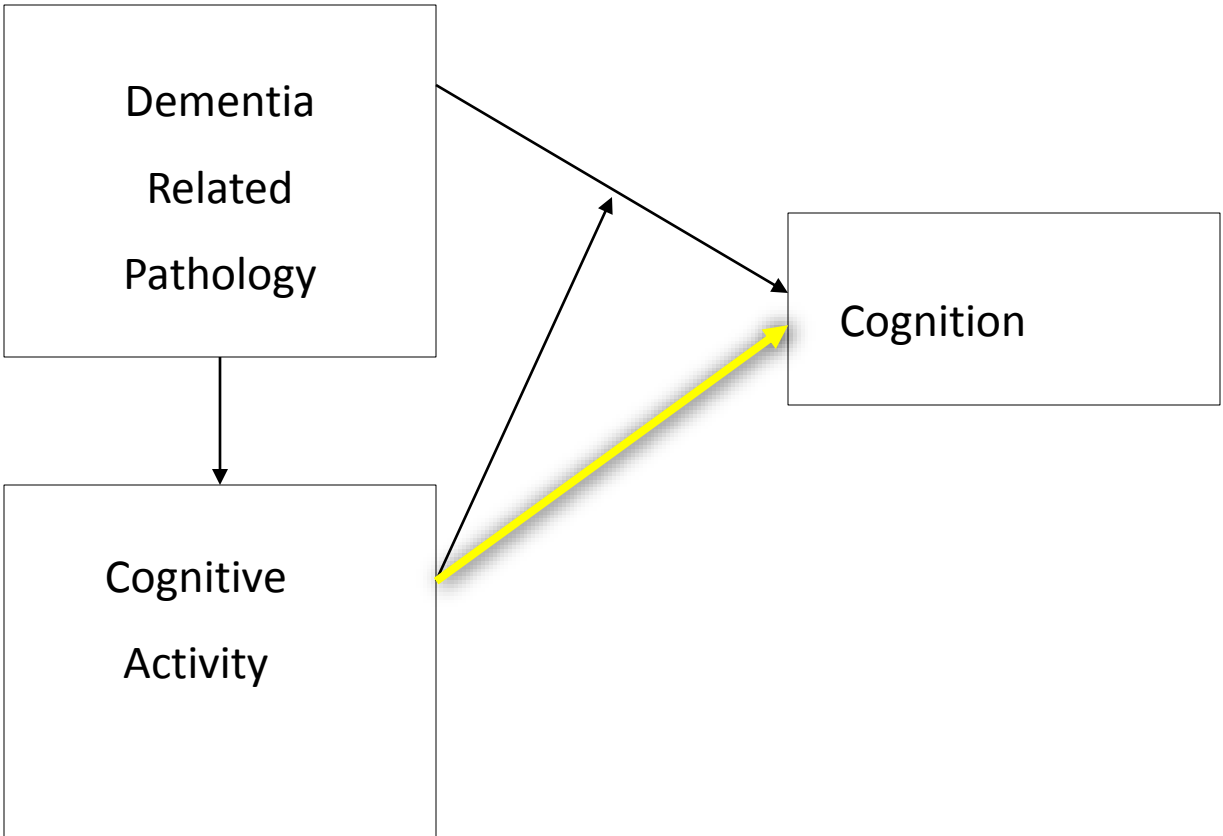 Dementia
Related
Pathology
Cognition
Cognitive
Activity